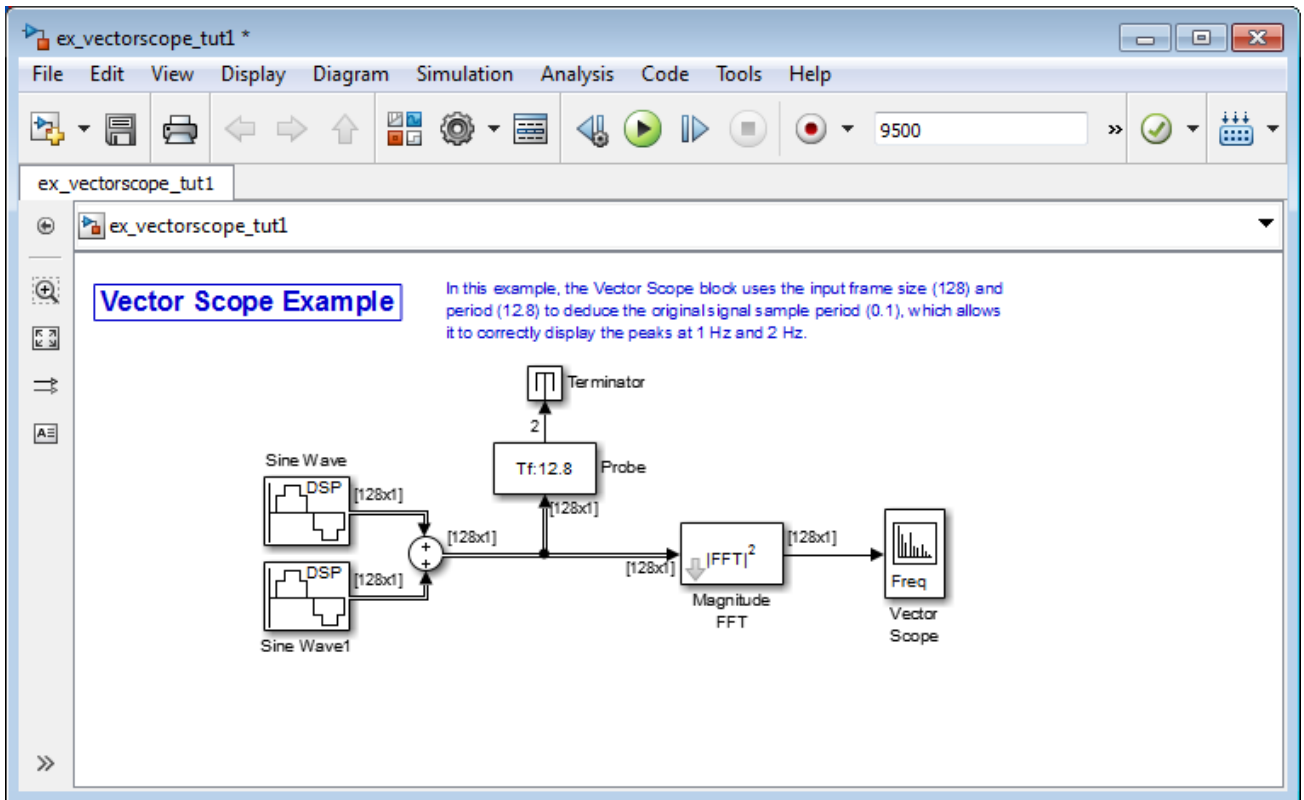 ex_vectorscope_tut1 *
File Edit View Display Diagram Simulation Analysis Code Tools Help
9500
ex_vectorscope_tut1
ex_vectorscope_tut1
Vector Scope Example
In this example, the Vector Scope block uses the input frame size (128) and
period (12.8) to deduce the original signal sample period (0.1), which allows
it to correctly display the peaks at 1 Hz and 2 Hz.
Terminator
2
Tf:12.8
Probe
[128x1]
Sine Wave
DSP
[128x1]
+
+
[128x1]
DSP
[128x1]
Sine Wave1
[128x1]
|FFT|²
Magnitude
FFT
[128x1]
Freq
Vector
Scope